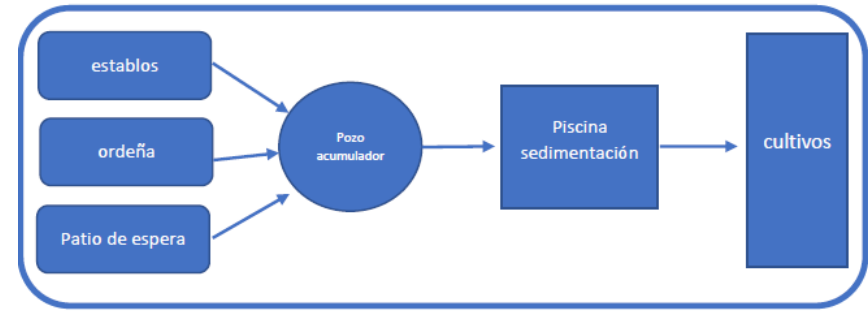 establos
ordeña
Patio de espera
Pozo
acumulador
Piscina
sedimentación
cultivos